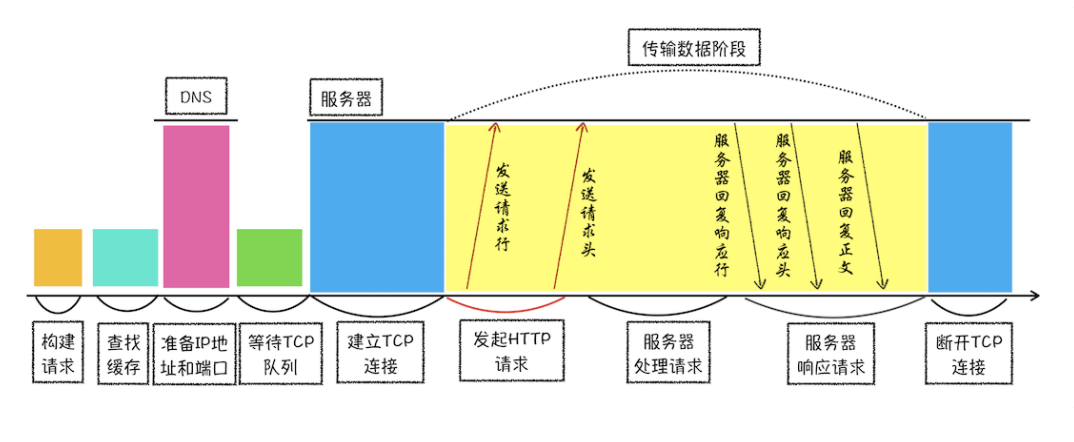 传输数据阶段
DNS
服务器
发送请求行
发送请求头
服务器回复响应行
服务器回复响应头
服务器回复正文
构建
请求
查找
缓存
准备IP地
址和端口
等待TCP
队列
建立TCP
连接
发起HTTP
请求
服务器
处理请求
服务器
响应请求
断开TCP
连接